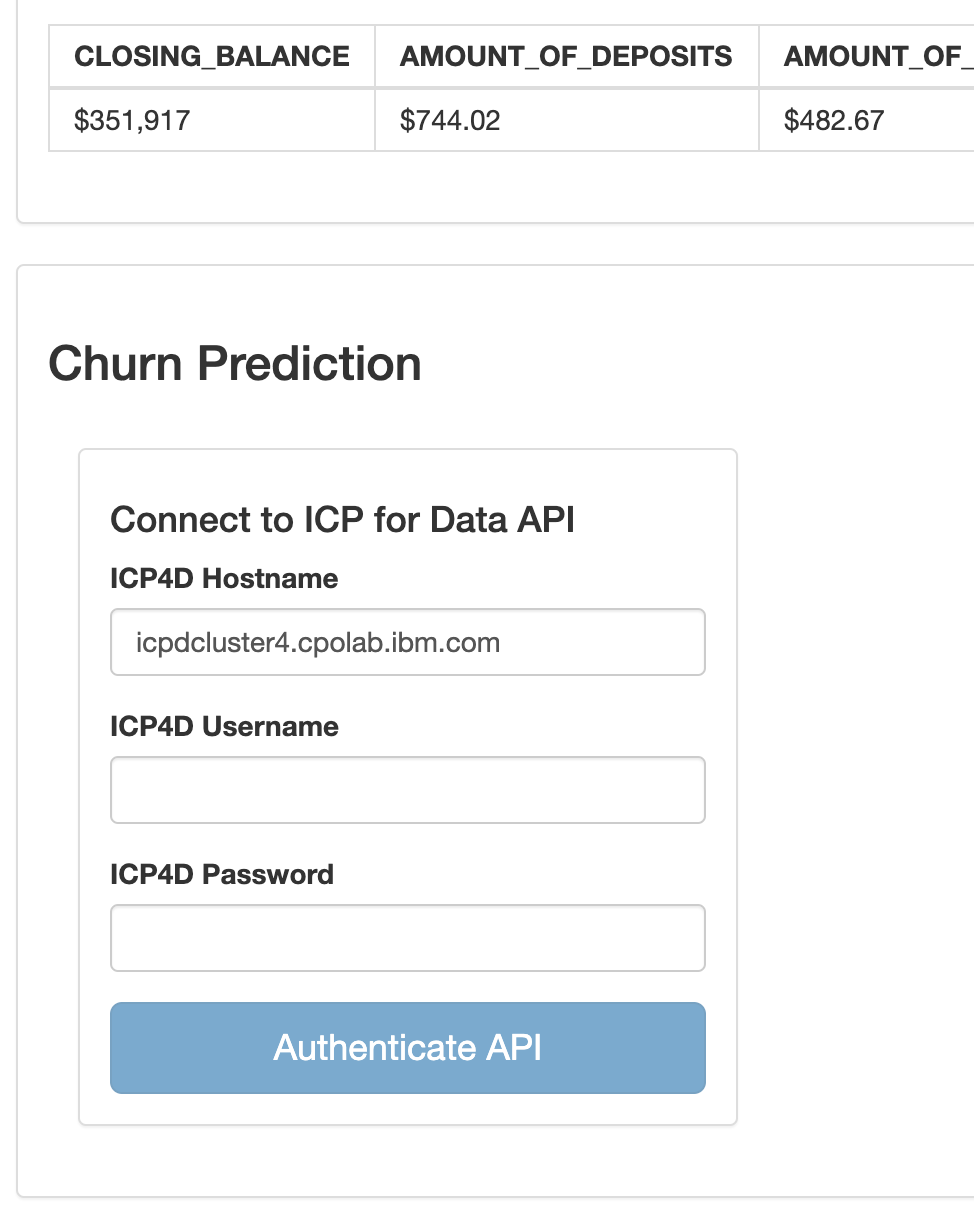 CLOSING_BALANCE AMOUNT_OF_DEPOSITS AMOUNT_OF_
$351,917 $744.02 $482.67
Churn Prediction
Connect to ICP for Data API
ICP4D Hostname
icpdcluster4.cpolab.ibm.com
ICP4D Username
ICP4D Password
Authenticate API